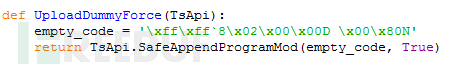 def UploadDummyForce(TsApi):
    empty_code = '\xff\xff`8\x02\x00\x00D \x00\x80N'
    return TsApi.SafeAppendProgramMod(empty_code, True)